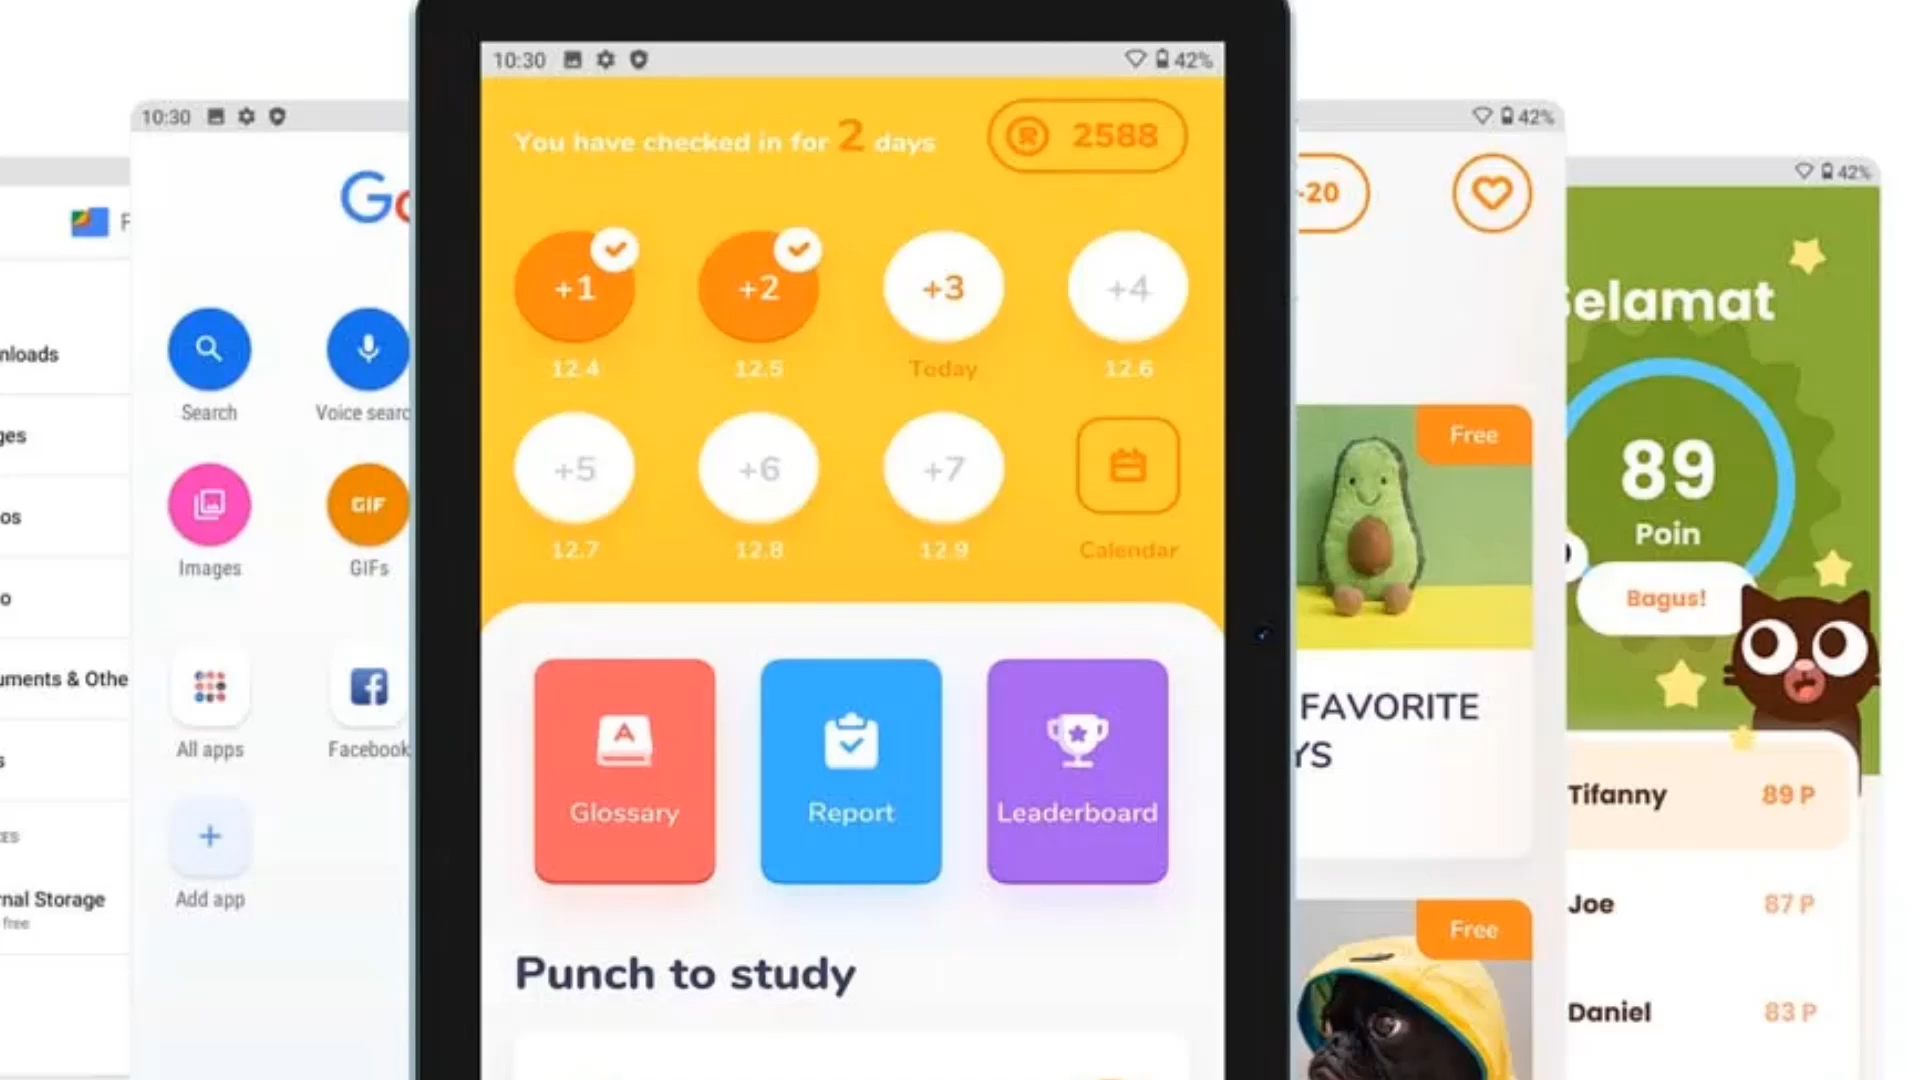 10:30
42%
You have checked in for 2 days
2588
+1
+2
+3
+4
12.4
12.5
Today
12.6
+5
+6
+7
12.7
12.8
12.9
Calendar
Glossary
Report
Leaderboard
Punch to study
10:30
Go
Search
Voice searc
Images
GIF
GIFs
All apps
Facebook
Add app
F
nloads
ges
os
o
uments & Othe
s
ES
nal Storage
free
42%
-20
Free
FAVORITE
YS
Free
42%
Selamat
89
Poin
Bagus!
Tifanny
89 P
Joe
87 P
Daniel
83 P